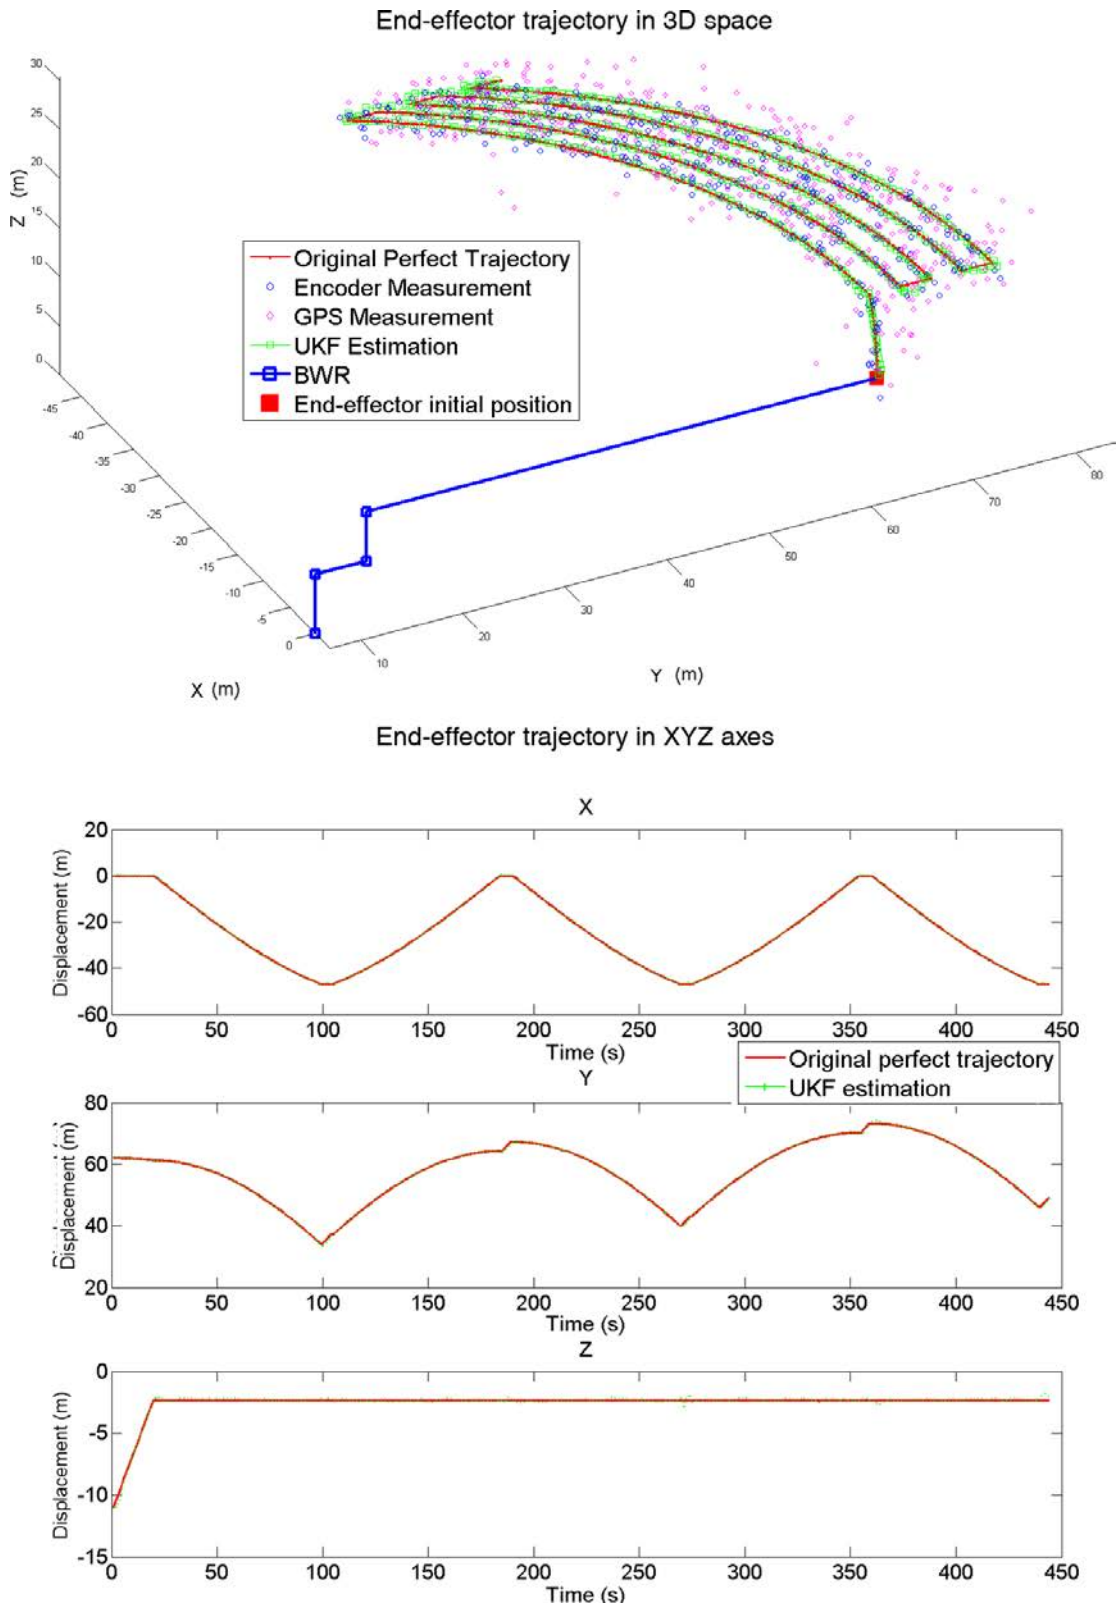 End-effector trajectory in 3D space
30
25
20
15
10
5
0
Z (m)
Original Perfect Trajectory
Encoder Measurement
GPS Measurement
UKF Estimation
BWR
End-effector initial position
-45
-40
-35
-30
-25
-20
-15
-10
-5
0
X (m)
10
20
30
40
50
60
70
80
Y (m)
End-effector trajectory in XYZ axes
X
Displacement (m)
20
0
-20
-40
-60
0 50 100 150 200 250 300 350 400 450
Time (s)
Original perfect trajectory
UKF estimation
Y
Displacement (m)
80
60
40
20
0 50 100 150 200 250 300 350 400 450
Time (s)
Z
Displacement (m)
0
-5
-10
-15
0 50 100 150 200 250 300 350 400 450
Time (s)